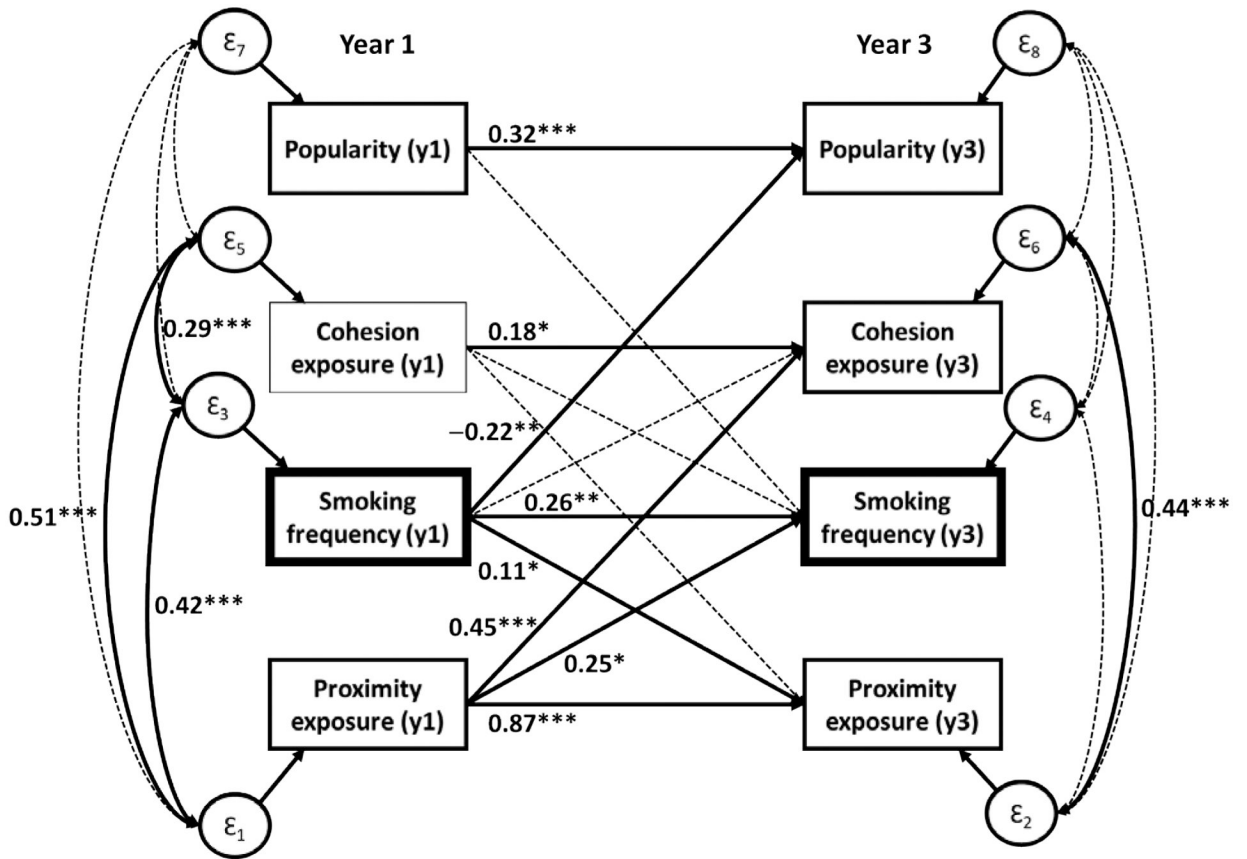 ε7
Year 1
Year 3
ε8
Popularity (y1)
0.32***
Popularity (y3)
ε5
ε6
0.29***
Cohesion
exposure (y1)
0.18*
Cohesion
exposure (y3)
ε3
ε4
−0.22**
Smoking
frequency (y1)
0.26**
Smoking
frequency (y3)
0.51***
0.44***
0.11*
0.42***
0.45***
0.25*
Proximity
exposure (y1)
0.87***
Proximity
exposure (y3)
ε1
ε2